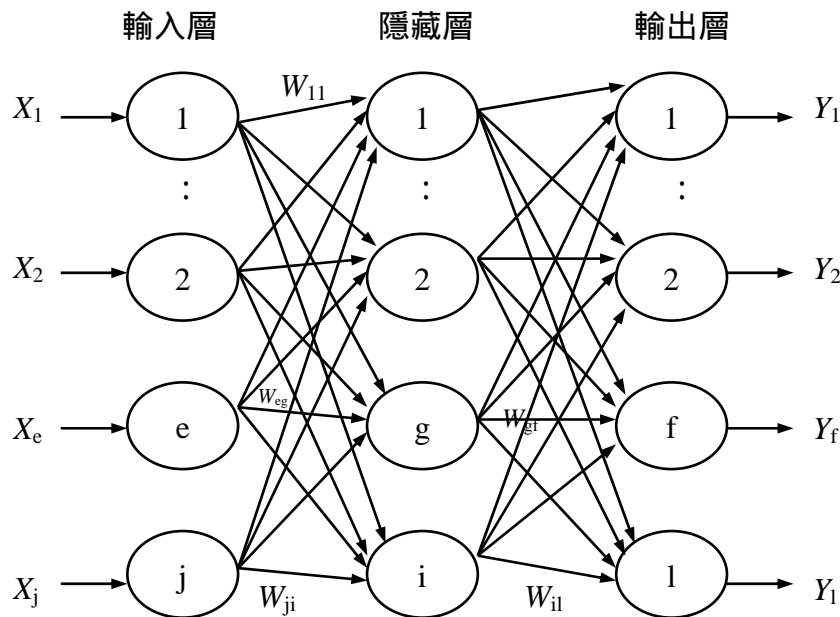 輸入層 隱藏層 輸出層
X1 1 W11 1 1 Y1
: : :
X2 2 2 2 Y2
Xe e Weg g Wgf f Yf
Xj j Wji i Wil l Yl